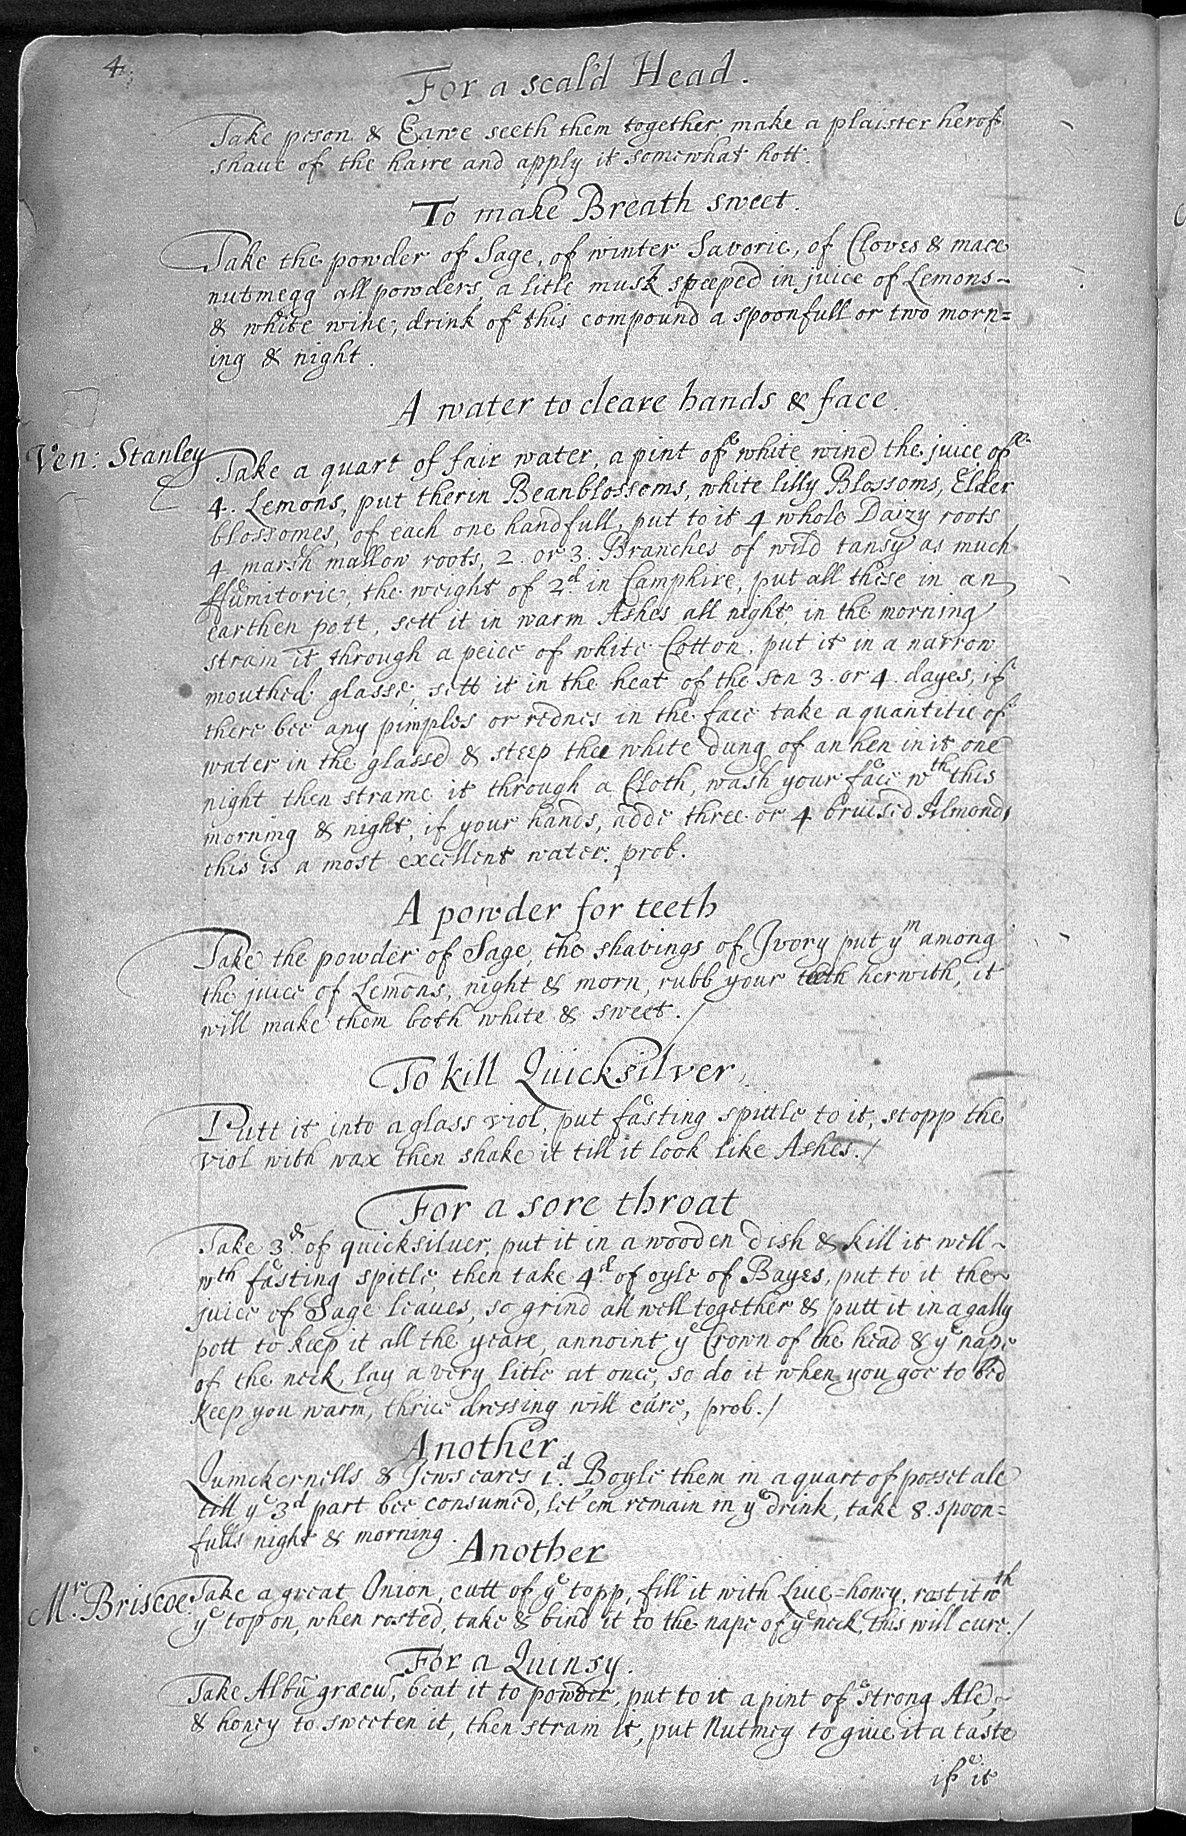 4.
For a scal'd Head.
Take peson & Eawe seeth them together, make a plaister herof
shaue of the haire and apply it somewhat hott.
To make Breath sweet.
Take the powder of Sage, of winter Savorie, of Cloves & mace
nutmegg all powders, a litle musk steeped in juice of Lemons
& white wine, drink of this compound a spoonfull or two morn=
ing & night.
A water to cleare hands & face.
Ven: Stanley
Take a quart of fair water, a pint of white wine the juice of
4. Lemons, put therin Beanblossoms, white lilly Blossoms, Elder
blossomes, of each one handfull, put to it 4 whole Daizy roots,
4 marsh mallow roots, 2. or 3. Branches of wild tansy as much
ffumitorie, the weight of 2d. in Camphire, put all these in an
earthen pott, sett it in warm Ashes all night, in the morning
strain it through a peice of white Cotton, put it in a narrow
mouthed glasse, sett it in the heat of the son 3. or 4. dayes, if
there bee any pimples or rednes in the face take a quantitie of
water in the glasse & steep the white dung of an hen in it one
night then straine it through a Cloth, wash your face wth this
morning & night, if your hands, adde three or 4 bruised Almonds
this is a most excellent water. prob.
A powder for teeth
Take the powder of Sage, the shavings of Ivory put ym among
the juice of Lemons, night & morn, rubb your teeth herwith, it
will make them both white & sweet./
To kill Quicksilver,
Putt it into a glass viol, put fasting spittle to it, stopp the
viol with wax then shake it till it look like Ashes./
For a sore throat
Take 3d. of quicksiluer, put it in a wooden dish & kill it well
wth fasting spitle, then take 4d. of oyle of Bayes, put to it the
juice of Sage leaues, so grind all well together & putt it in a gally
pott to keep it all the yeare, annoint ye Crown of the head & ye nape
of the neck, lay a very litle at once, so do it when you goe to bed
keep you warm, thrice dressing will cure, prob./
Another
Quinckernells & Jews eares 1d. Boyle them in a quart of posset ale
till ye 3d part bee consumed, let em remain in ye drink, take 8. spoon=
fulls night & morning.
Another
Mr. Briscoe.
Take a great Onion, cutt of ye topp, fill it with Liue-honey, rost it wth
ye top on, when rosted, take & bind it to the nape of ye neck, this will cure./
For a Quinsy.
Take Albū græcū, beat it to powder, put to it a pint of strong Ale,
& honey to sweeten it, then strain it, put Nutmeg to give it a taste
if it